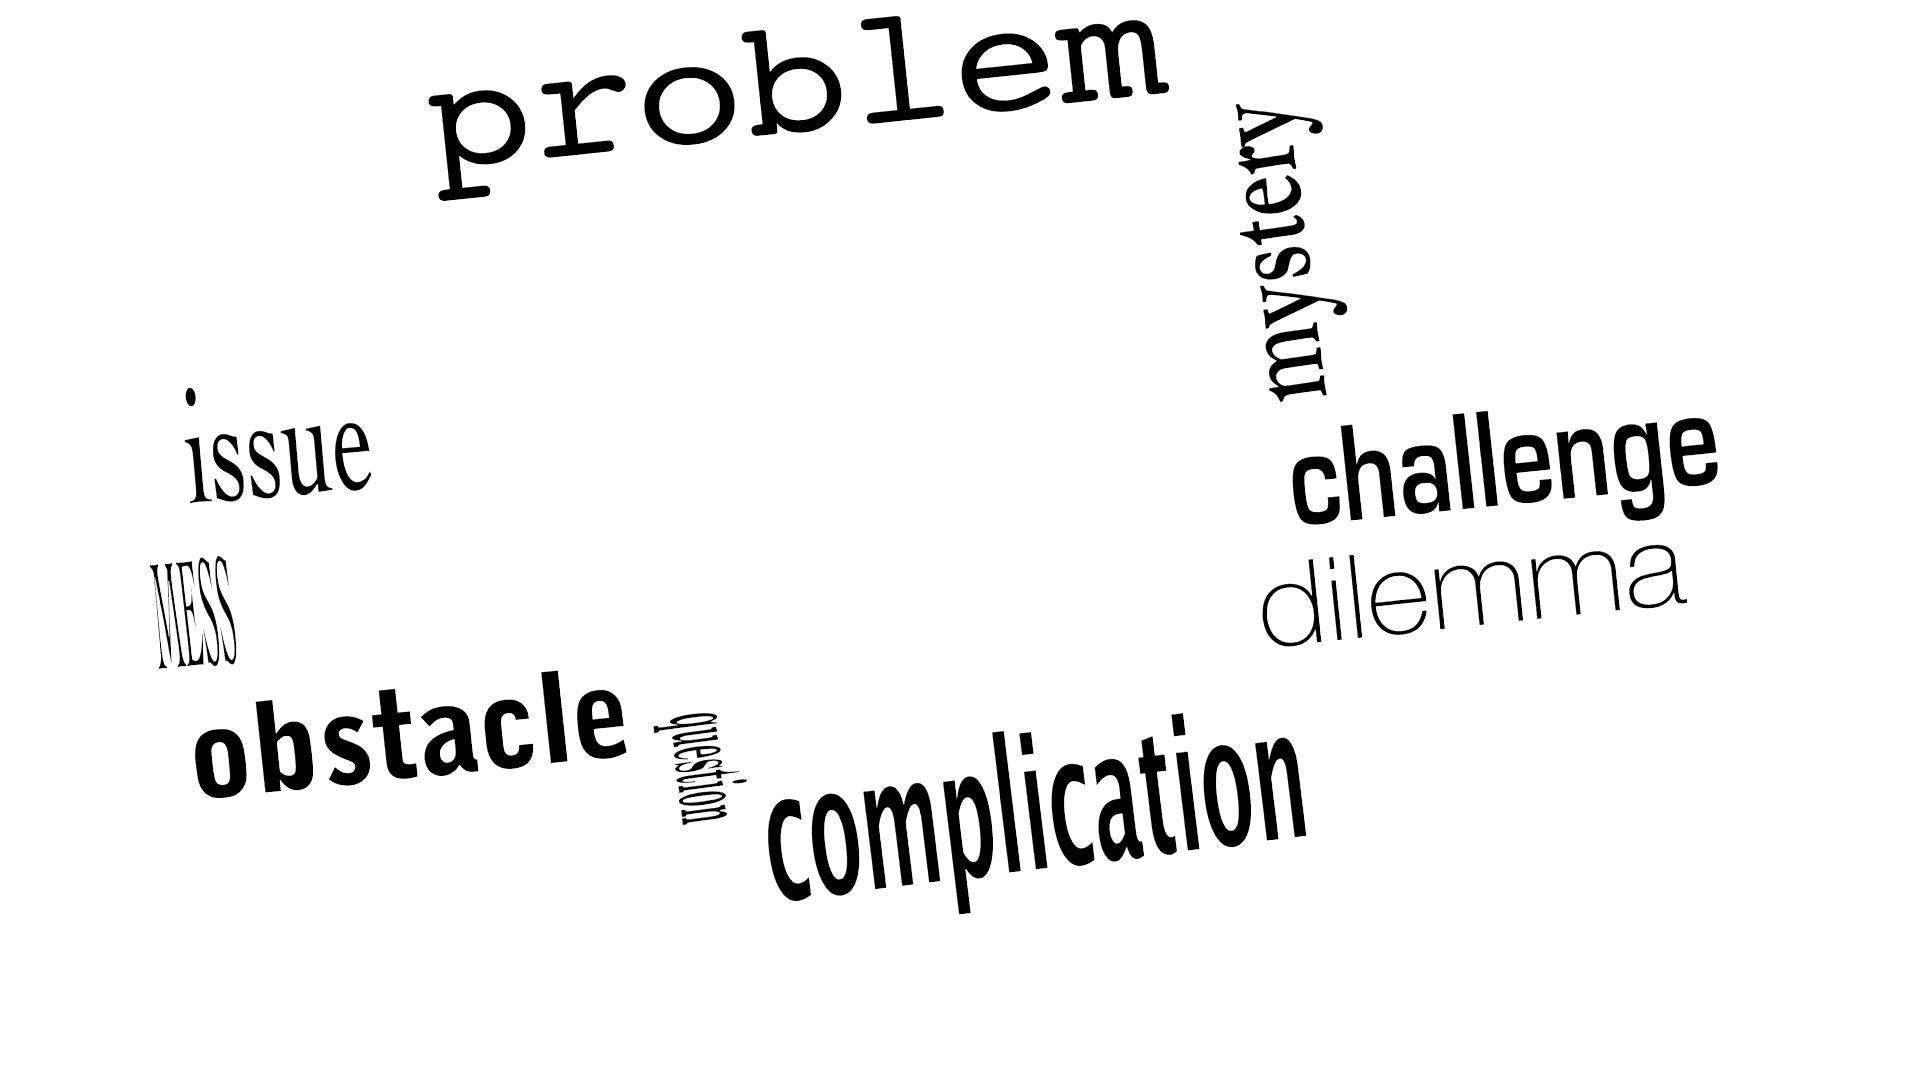 problem
mystery
issue
challenge
dilemma
MESS
obstacle
question
complication